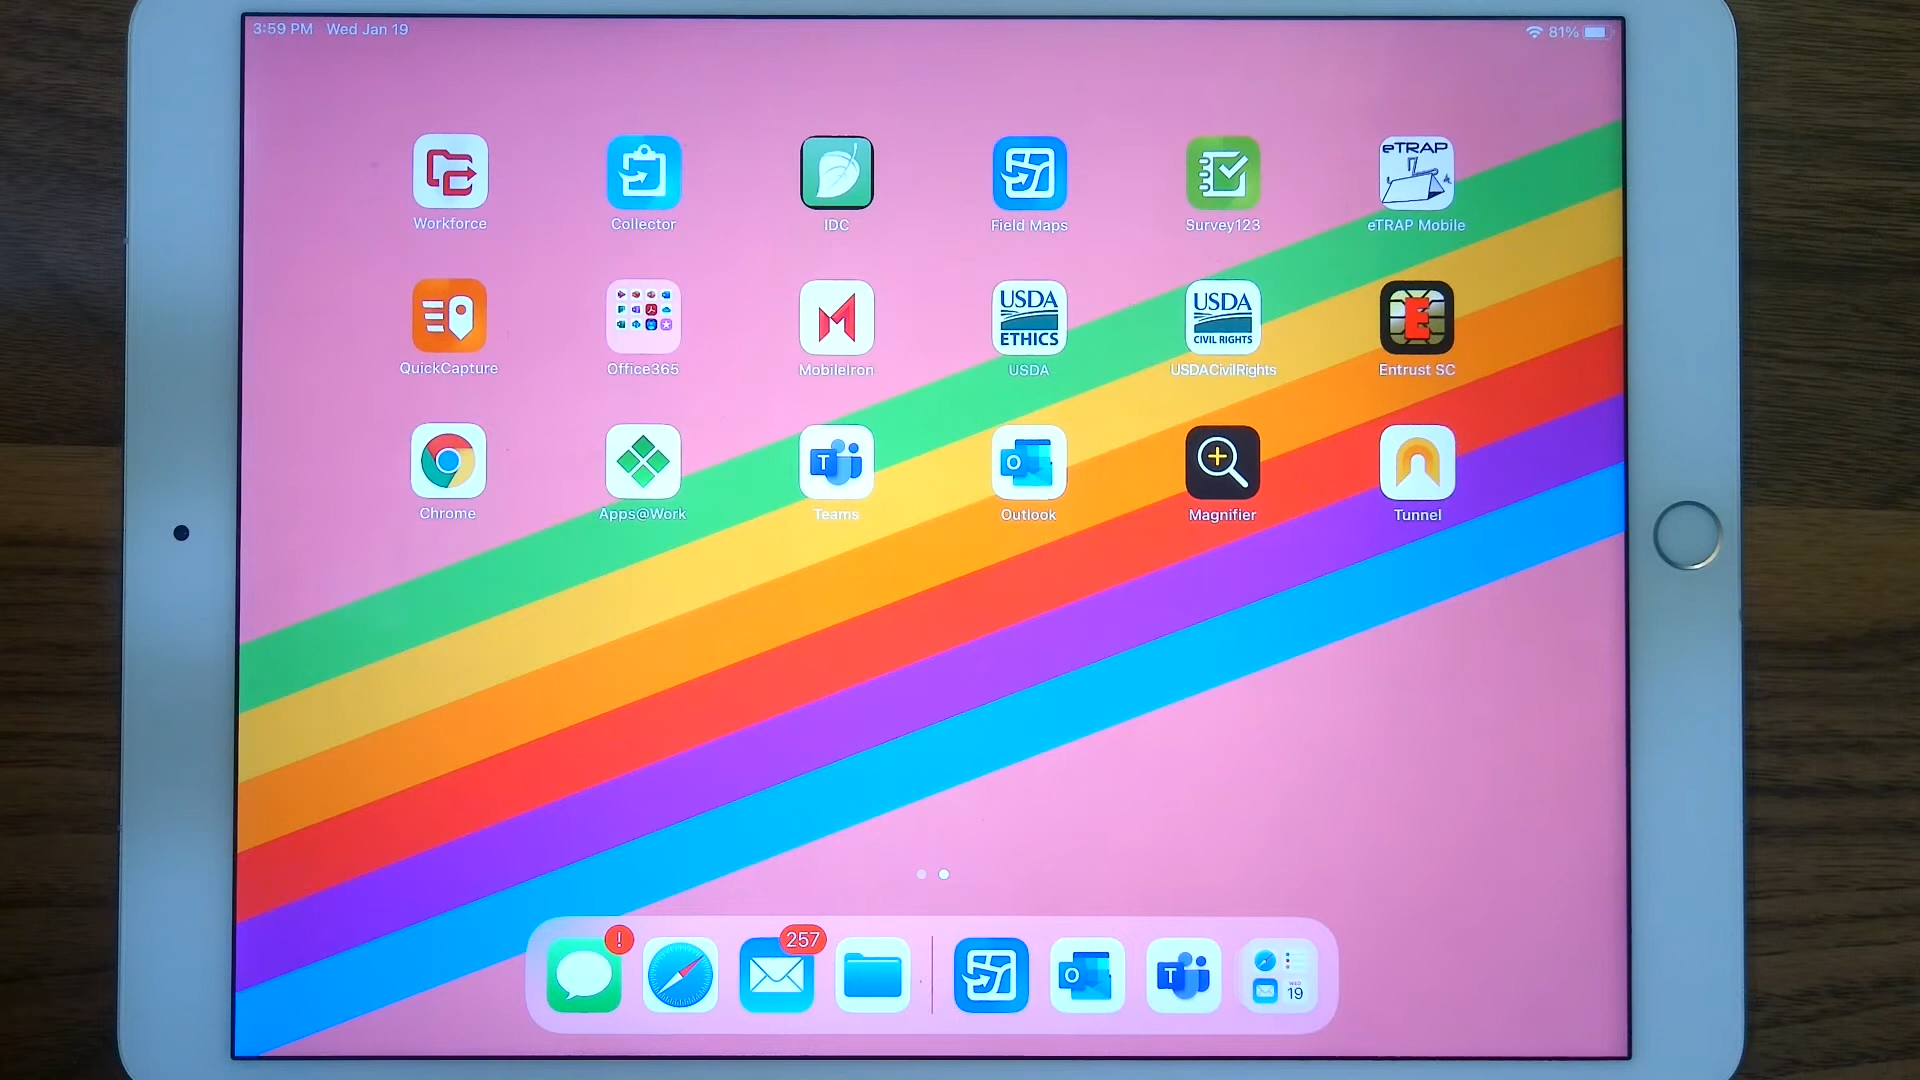 3:59 PM Wed Jan 19
81%
eTRAP
Workforce Collector IDC Field Maps Survey123 eTRAP Mobile
USDA ETHICS
USDA CIVIL RIGHTS
E
QuickCapture Office365 MobileIron USDA USDACivilRights Entrust SC
T O
Chrome Apps@Work Teams Outlook Magnifier Tunnel
! 257
O T
WED
19